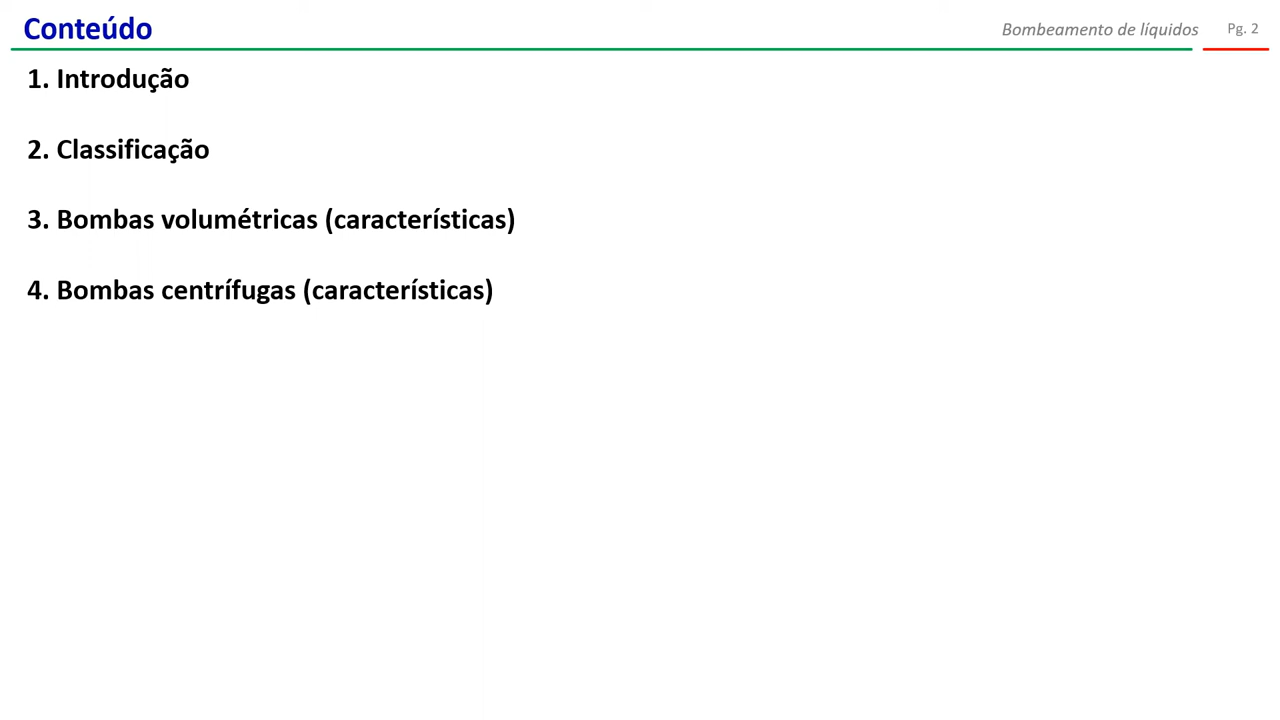 Conteúdo
Bombeamento de líquidos
Pg. 2
1. Introdução
2. Classificação
3. Bombas volumétricas (características)
4. Bombas centrífugas (características)